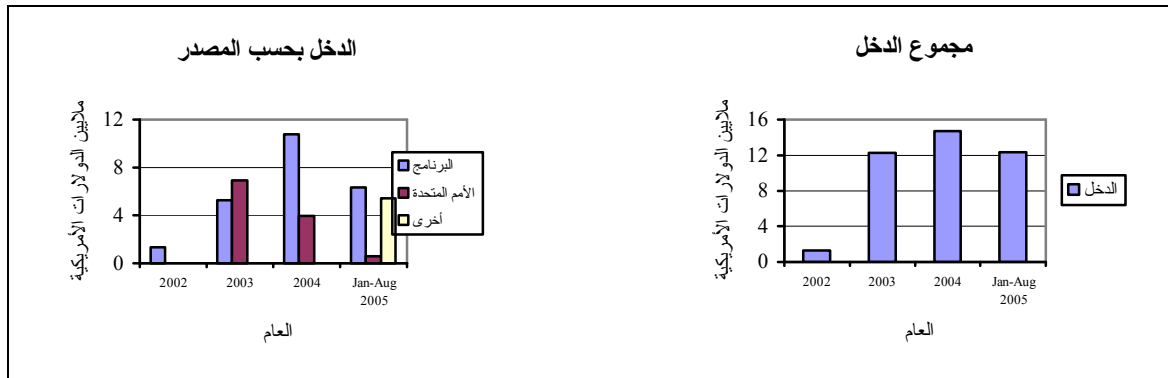 مجموع الدخل
ملايين الدولارات الأمريكية
16
12
8
4
0
2002
2003
2004
Jan-Aug
2005
العام
الدخل
الدخل بحسب المصدر
ملايين الدولارات الأمريكية
12
8
4
0
2002
2003
2004
Jan-Aug
2005
العام
البرنامج
الأمم المتحدة
أخرى